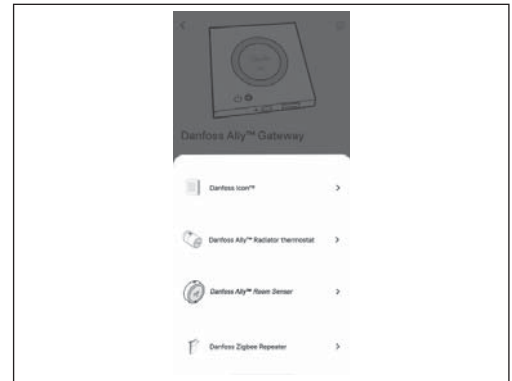 Danfoss Ally™ Gateway
Danfoss Icon™
Danfoss Ally™ Radiator thermostat
Danfoss Ally™ Room Sensor
Danfoss Zigbee Repeater